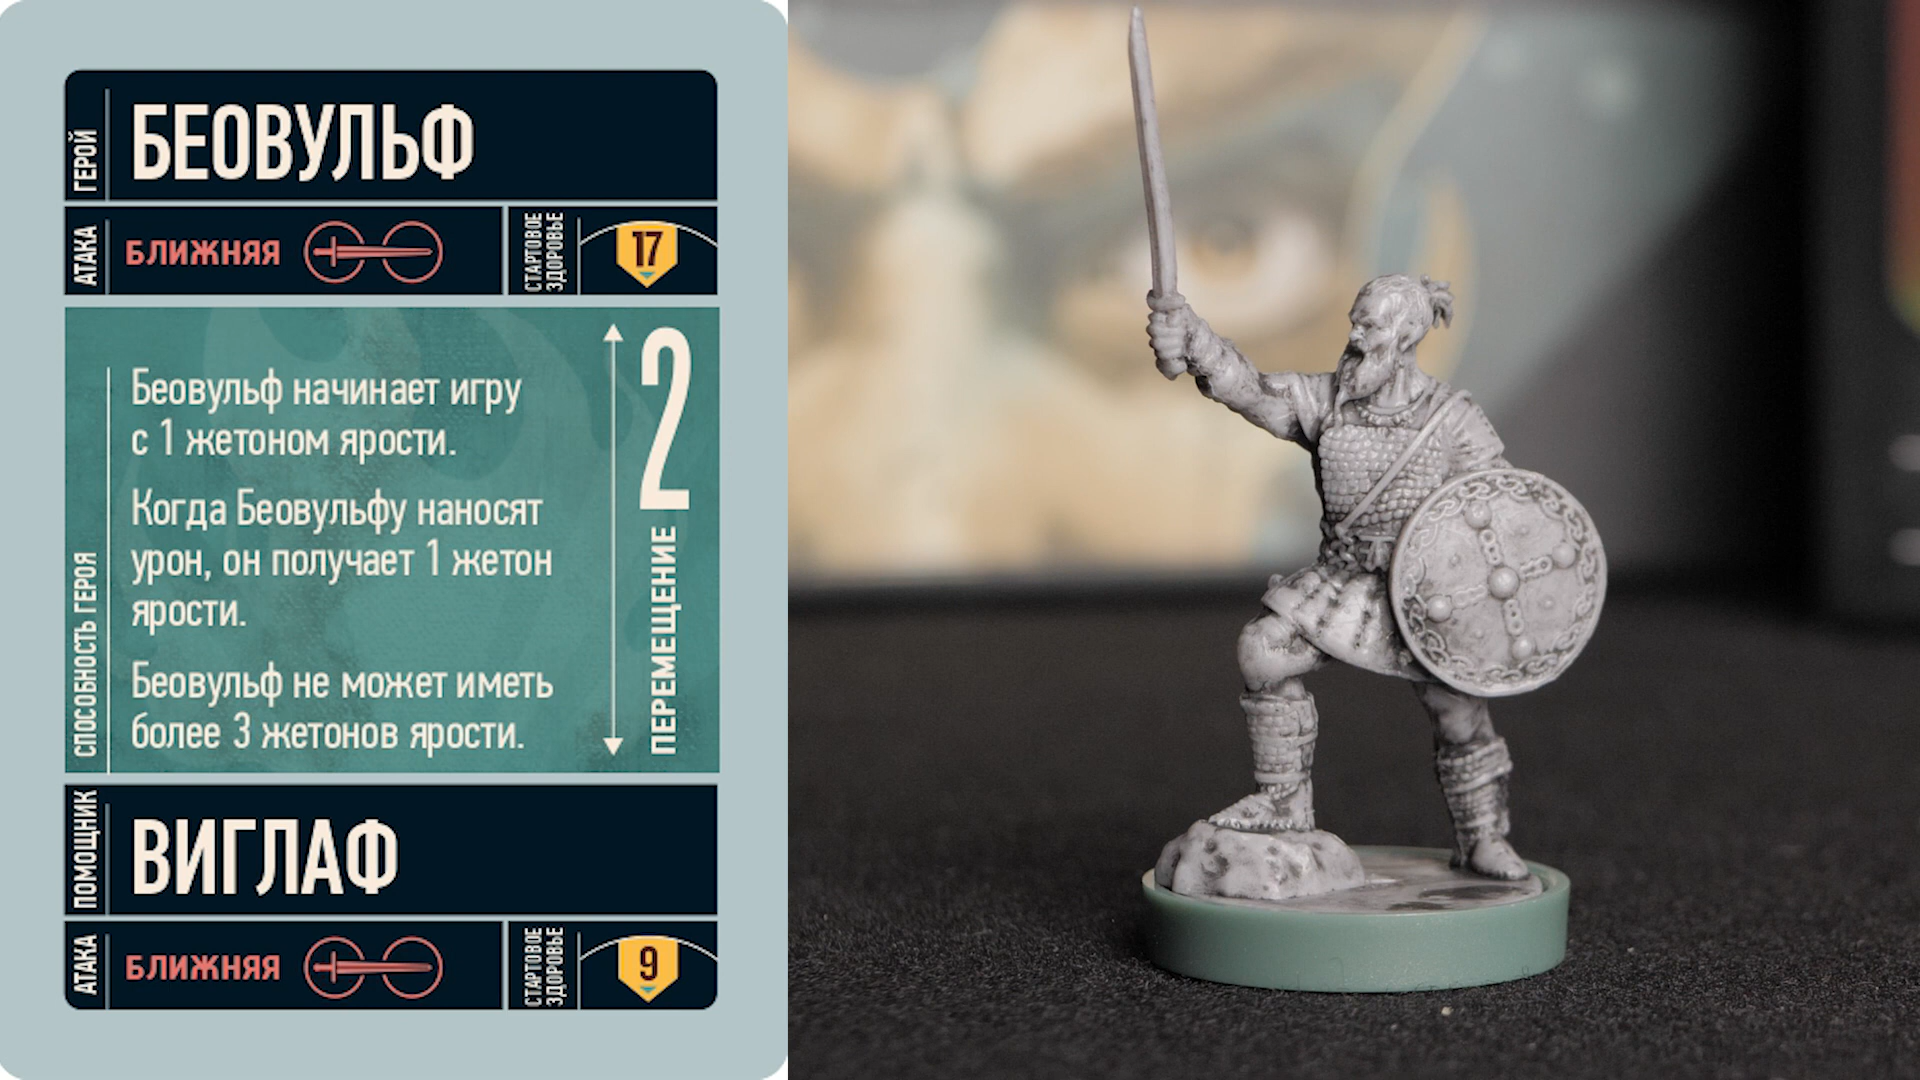 ГЕРОЙ
БЕОВУЛЬФ
АТАКА
БЛИЖНЯЯ
СТАРТОВОЕ
ЗДОРОВЬЕ
17
СПОСОБНОСТЬ ГЕРОЯ
Беовульф начинает игру
с 1 жетоном ярости.
Когда Беовульфу наносят
урон, он получает 1 жетон
ярости.
Беовульф не может иметь
более 3 жетонов ярости.
2
ПЕРЕМЕЩЕНИЕ
ПОМОЩНИК
ВИГЛАФ
АТАКА
БЛИЖНЯЯ
СТАРТОВОЕ
ЗДОРОВЬЕ
9